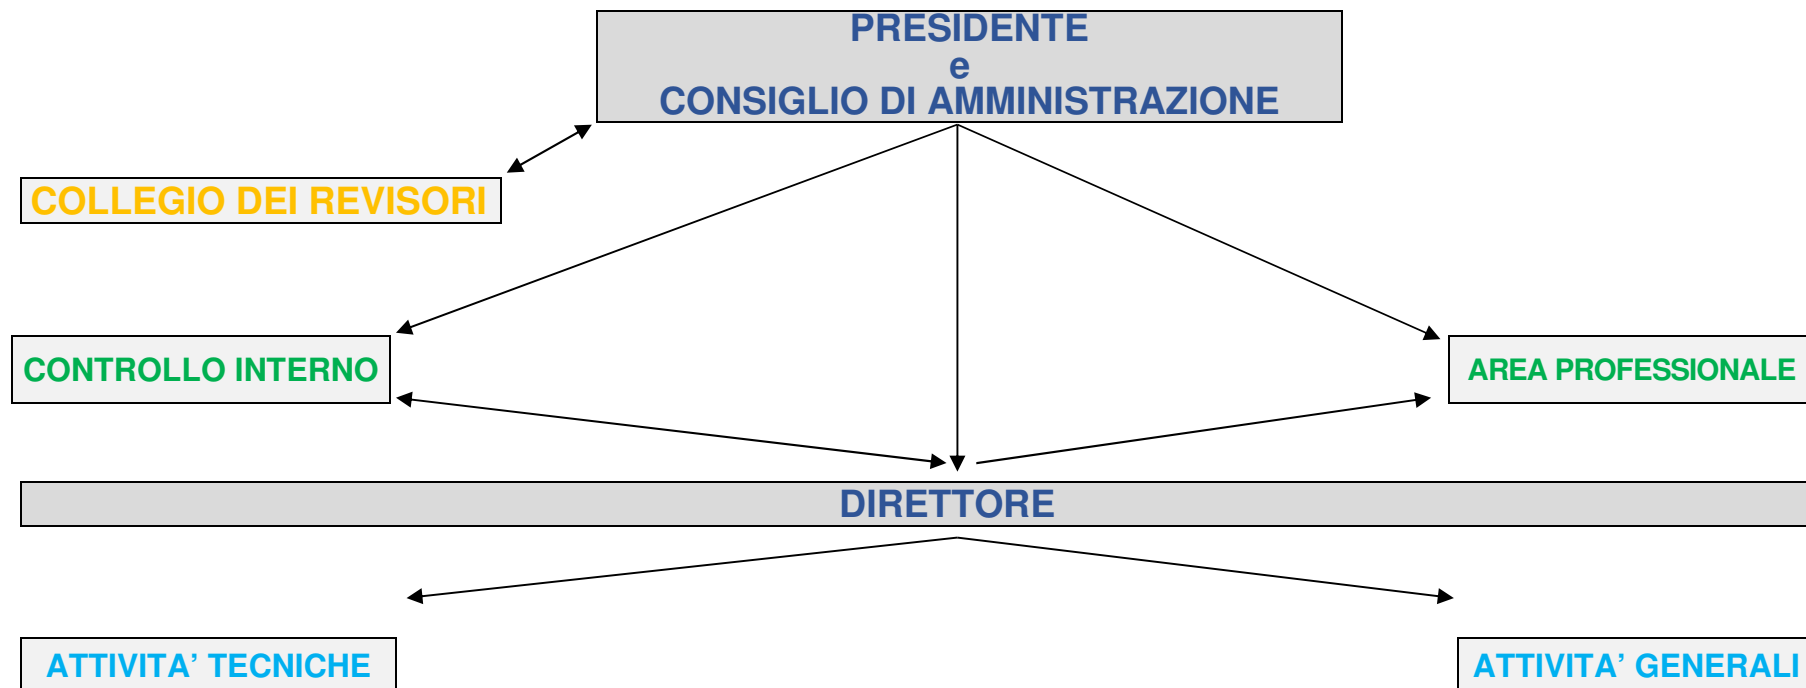 PRESIDENTE
e
CONSIGLIO DI AMMINISTRAZIONE
COLLEGIO DEI REVISORI
CONTROLLO INTERNO
AREA PROFESSIONALE
DIRETTORE
ATTIVITA’ TECNICHE
ATTIVITA’ GENERALI